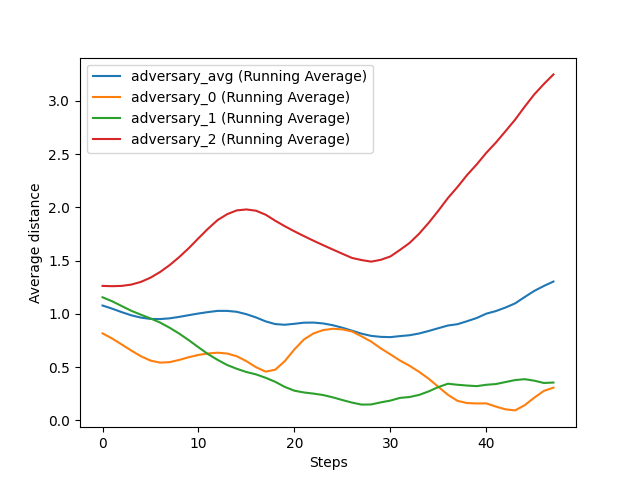 adversary_avg (Running Average)
adversary_0 (Running Average)
adversary_1 (Running Average)
adversary_2 (Running Average)
3.0
2.5
2.0
1.5
1.0
0.5
0.0
Average distance
0 10 20 30 40
Steps